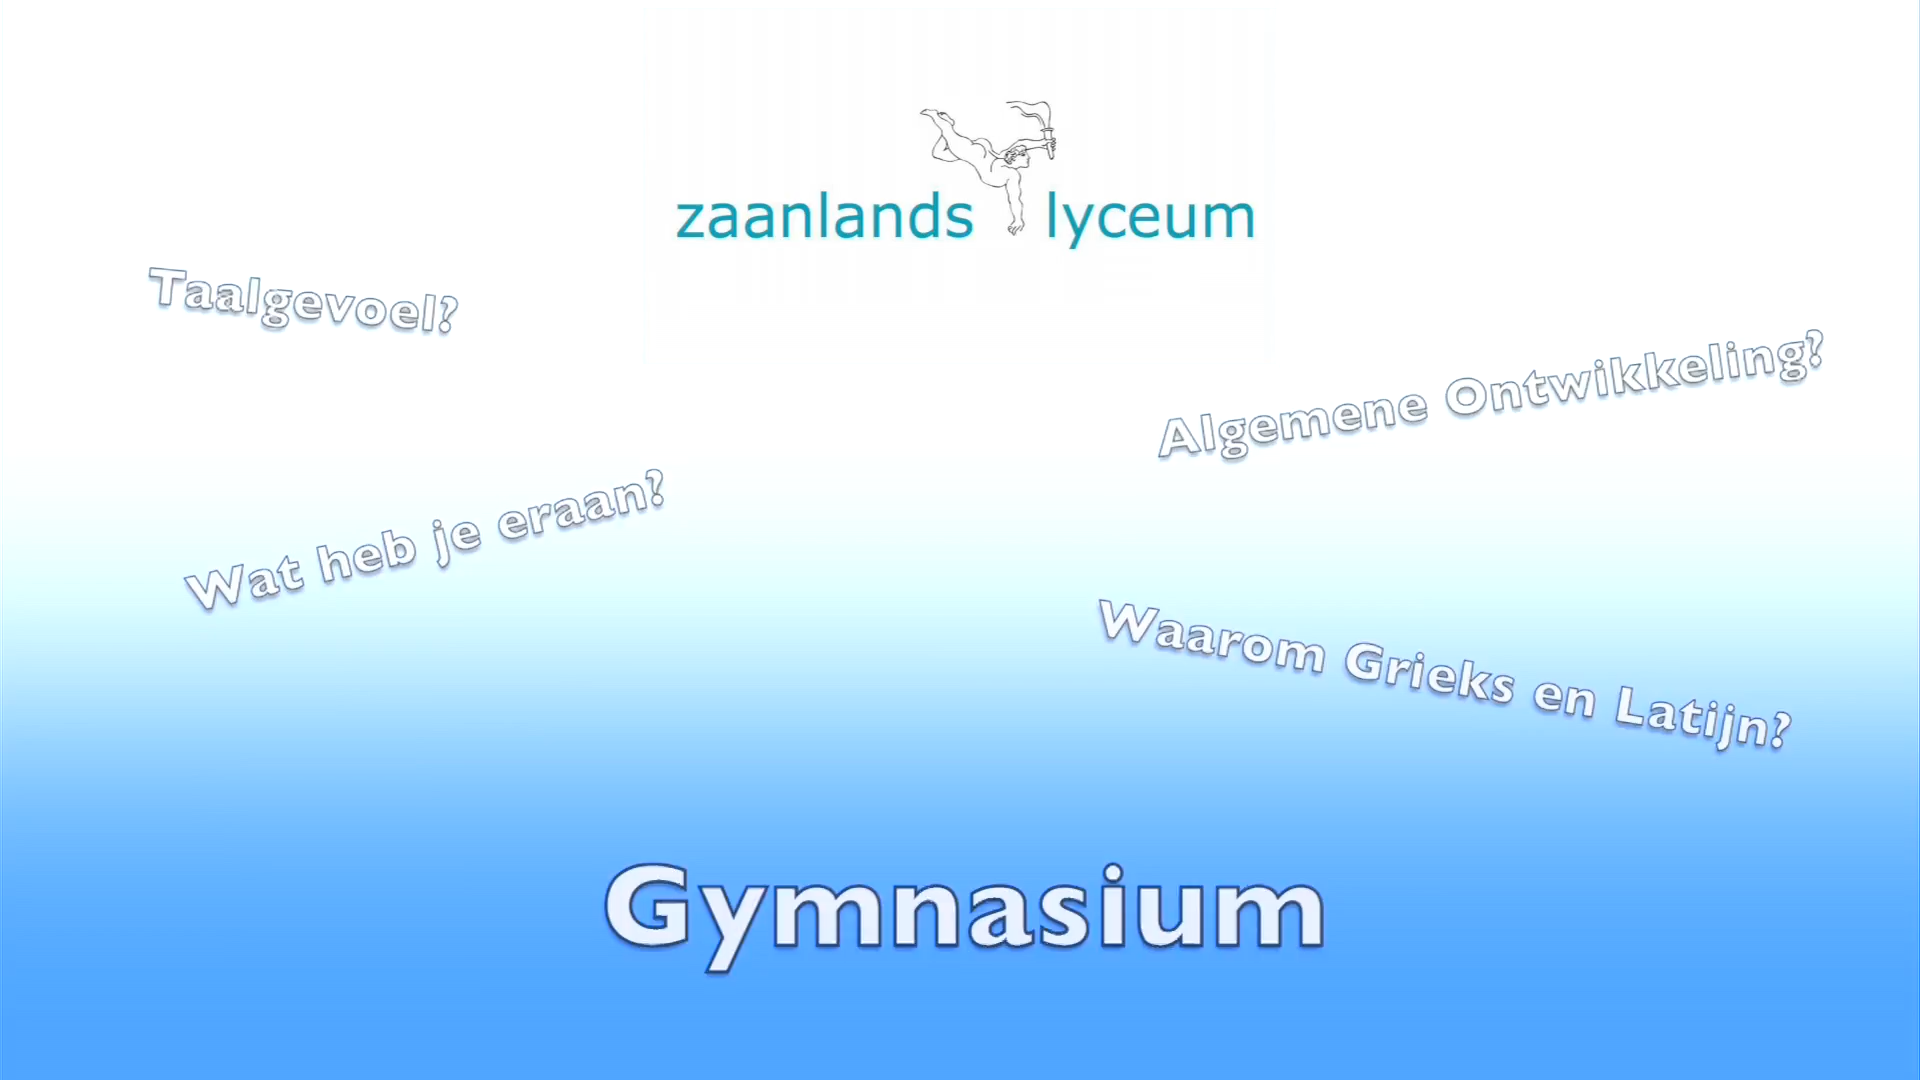 zaanlands lyceum
Taalgevoel?
Algemene Ontwikkeling?
Wat heb je eraan?
Waarom Grieks en Latijn?
Gymnasium